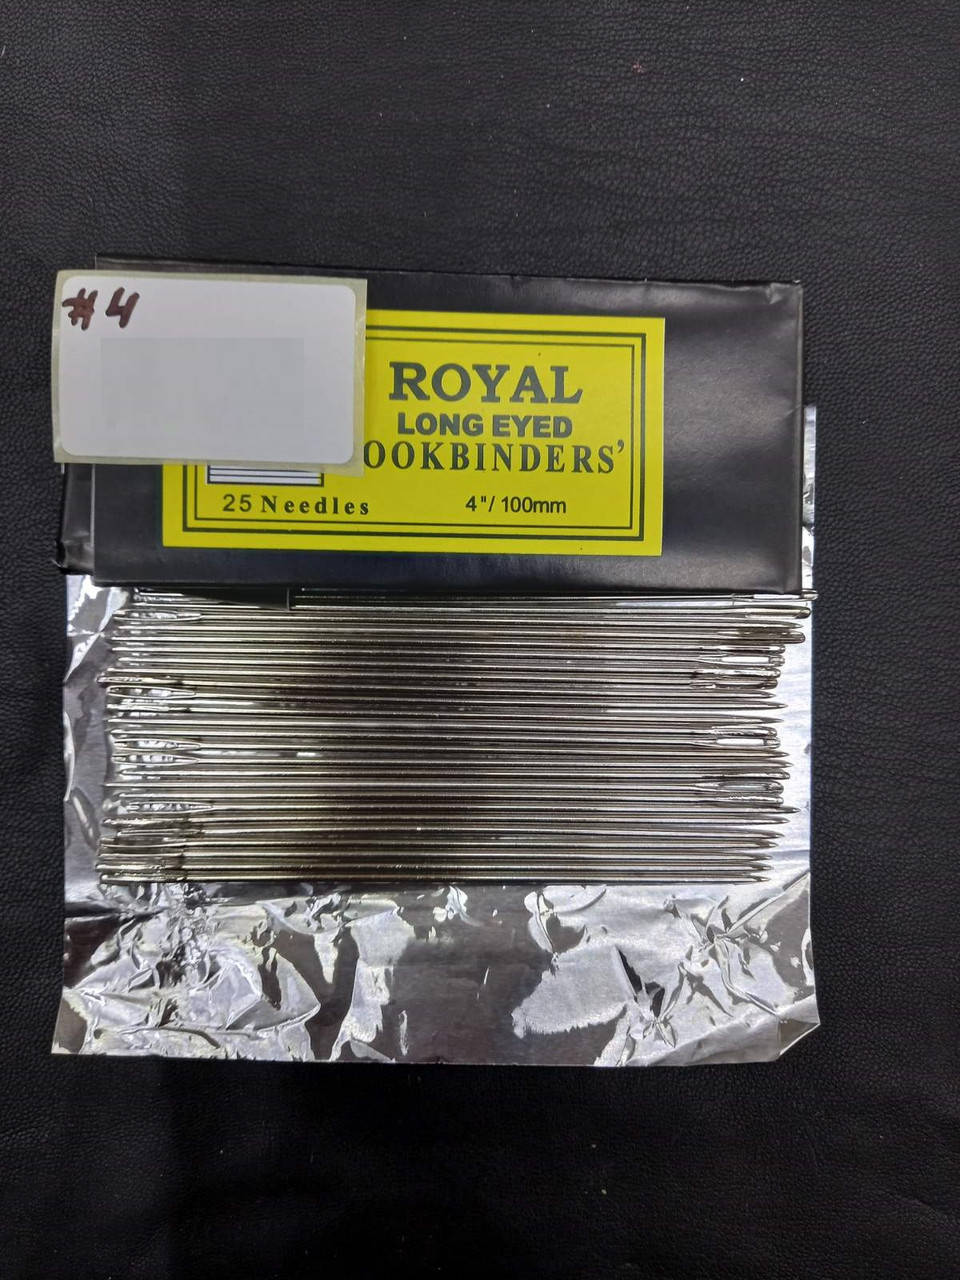 #4
ROYAL
LONG EYED
OOKBINDERS'
25 Needles 4"/100mm